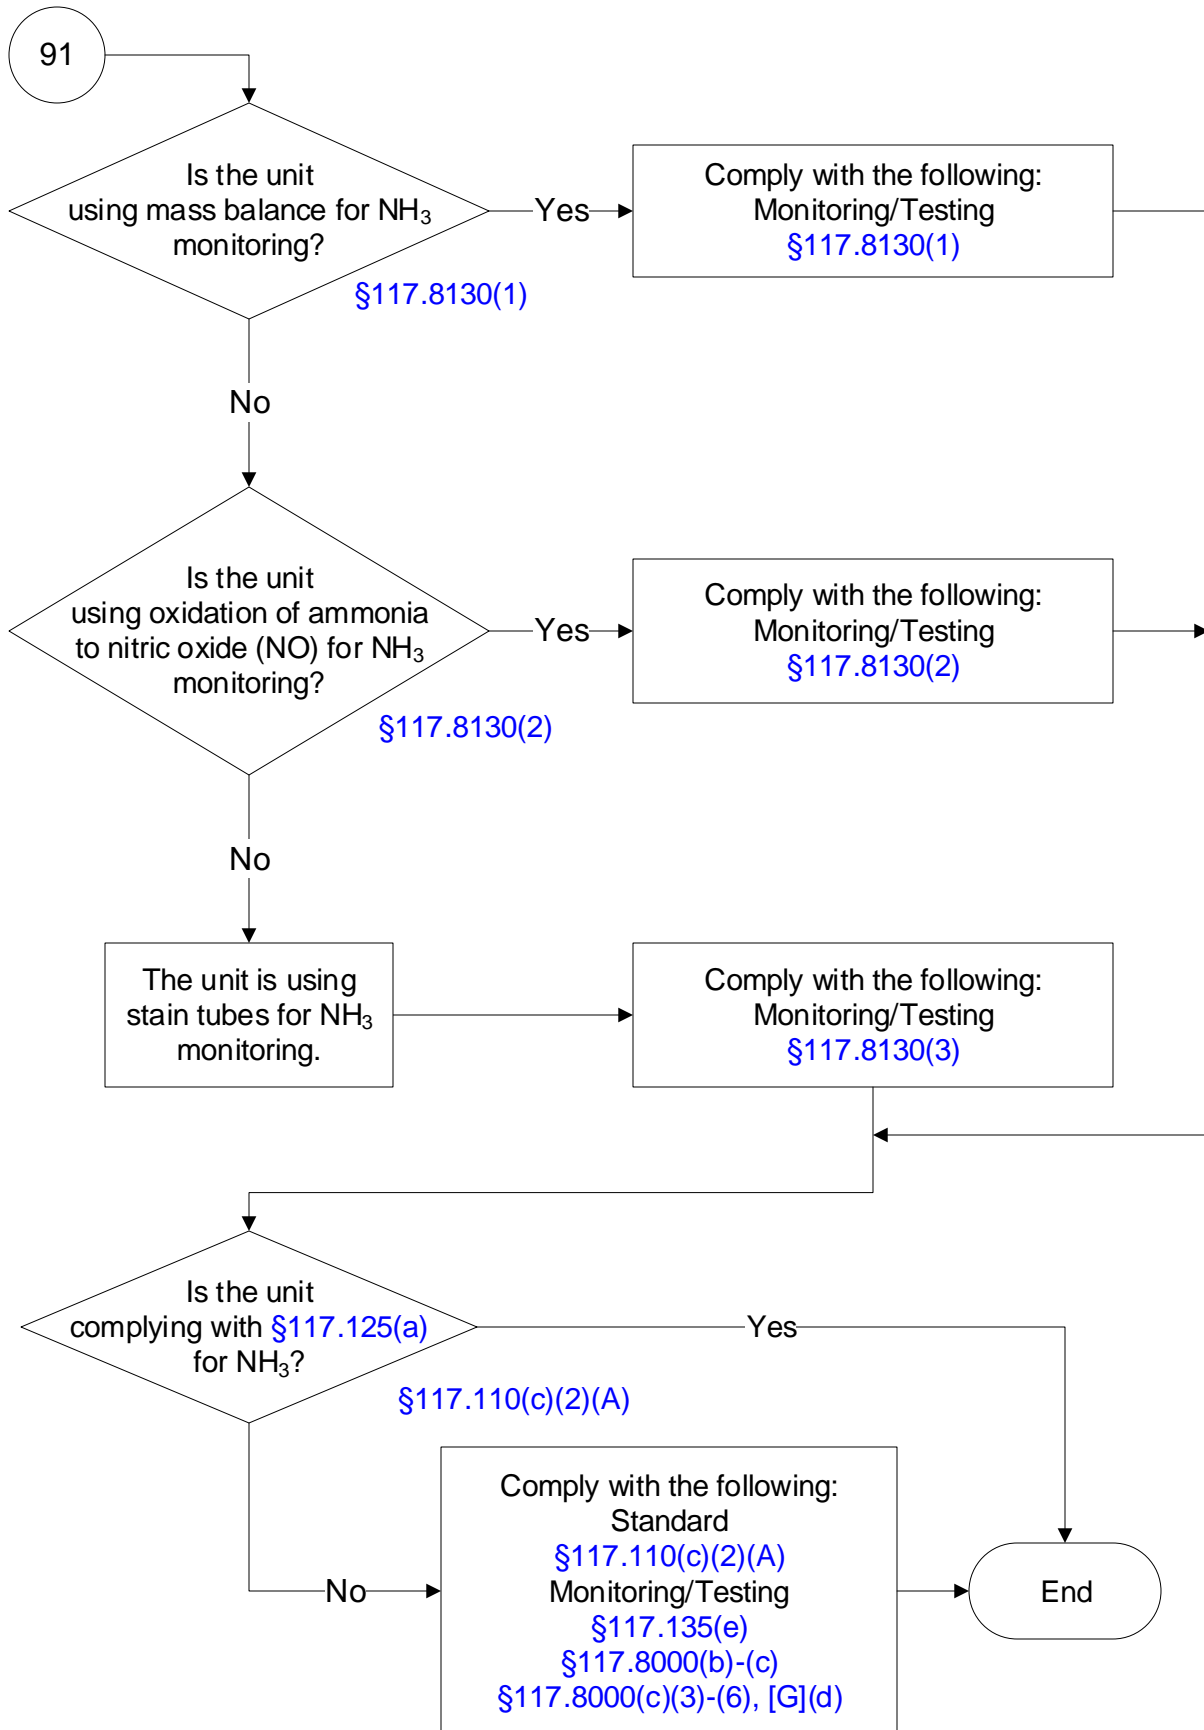 91
Is the unit
using mass balance for NH₃
monitoring?
§117.8130(1)
Yes
Comply with the following:
Monitoring/Testing
§117.8130(1)
No
Is the unit
using oxidation of ammonia
to nitric oxide (NO) for NH₃
monitoring?
§117.8130(2)
Yes
Comply with the following:
Monitoring/Testing
§117.8130(2)
No
The unit is using
stain tubes for NH₃
monitoring.
Comply with the following:
Monitoring/Testing
§117.8130(3)
Is the unit
complying with §117.125(a)
for NH₃?
§117.110(c)(2)(A)
Yes
No
Comply with the following:
Standard
§117.110(c)(2)(A)
Monitoring/Testing
§117.135(e)
§117.8000(b)-(c)
§117.8000(c)(3)-(6), [G](d)
End